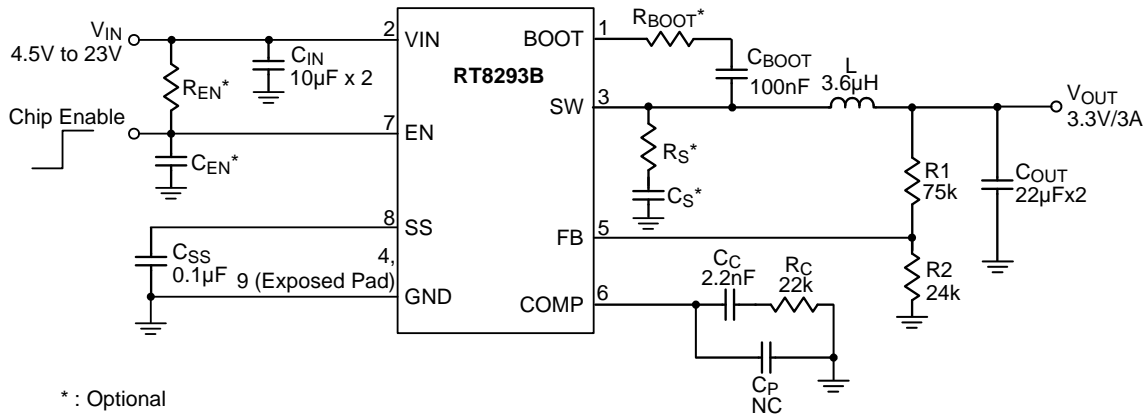 VIN
4.5V to 23V
REN*
Chip Enable
CEN*
CIN
10µF x 2
CSS
0.1µF
2
7
8
4,
9 (Exposed Pad)
VIN
EN
SS
GND
RT8293B
BOOT
SW
FB
COMP
1
3
5
6
RBOOT*
CBOOT
100nF
L
3.6µH
RS*
CS*
VOUT
3.3V/3A
R1
75k
COUT
22µFx2
R2
24k
CC
2.2nF
RC
22k
CP
NC
* : Optional